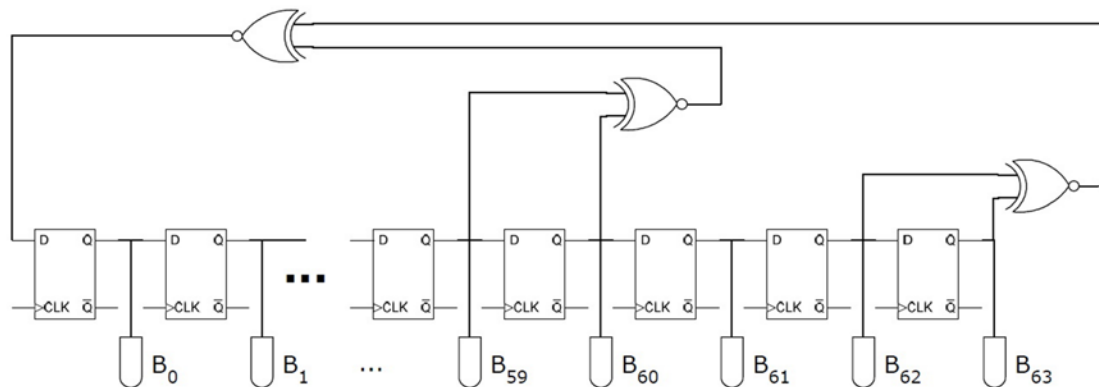 D Q D Q D Q D Q D Q D Q D Q
... 
CLK Q̅ CLK Q̅ CLK Q̅ CLK Q̅ CLK Q̅ CLK Q̅ CLK Q̅
B₀ B₁ ... B₅₉ B₆₀ B₆₁ B₆₂ B₆₃